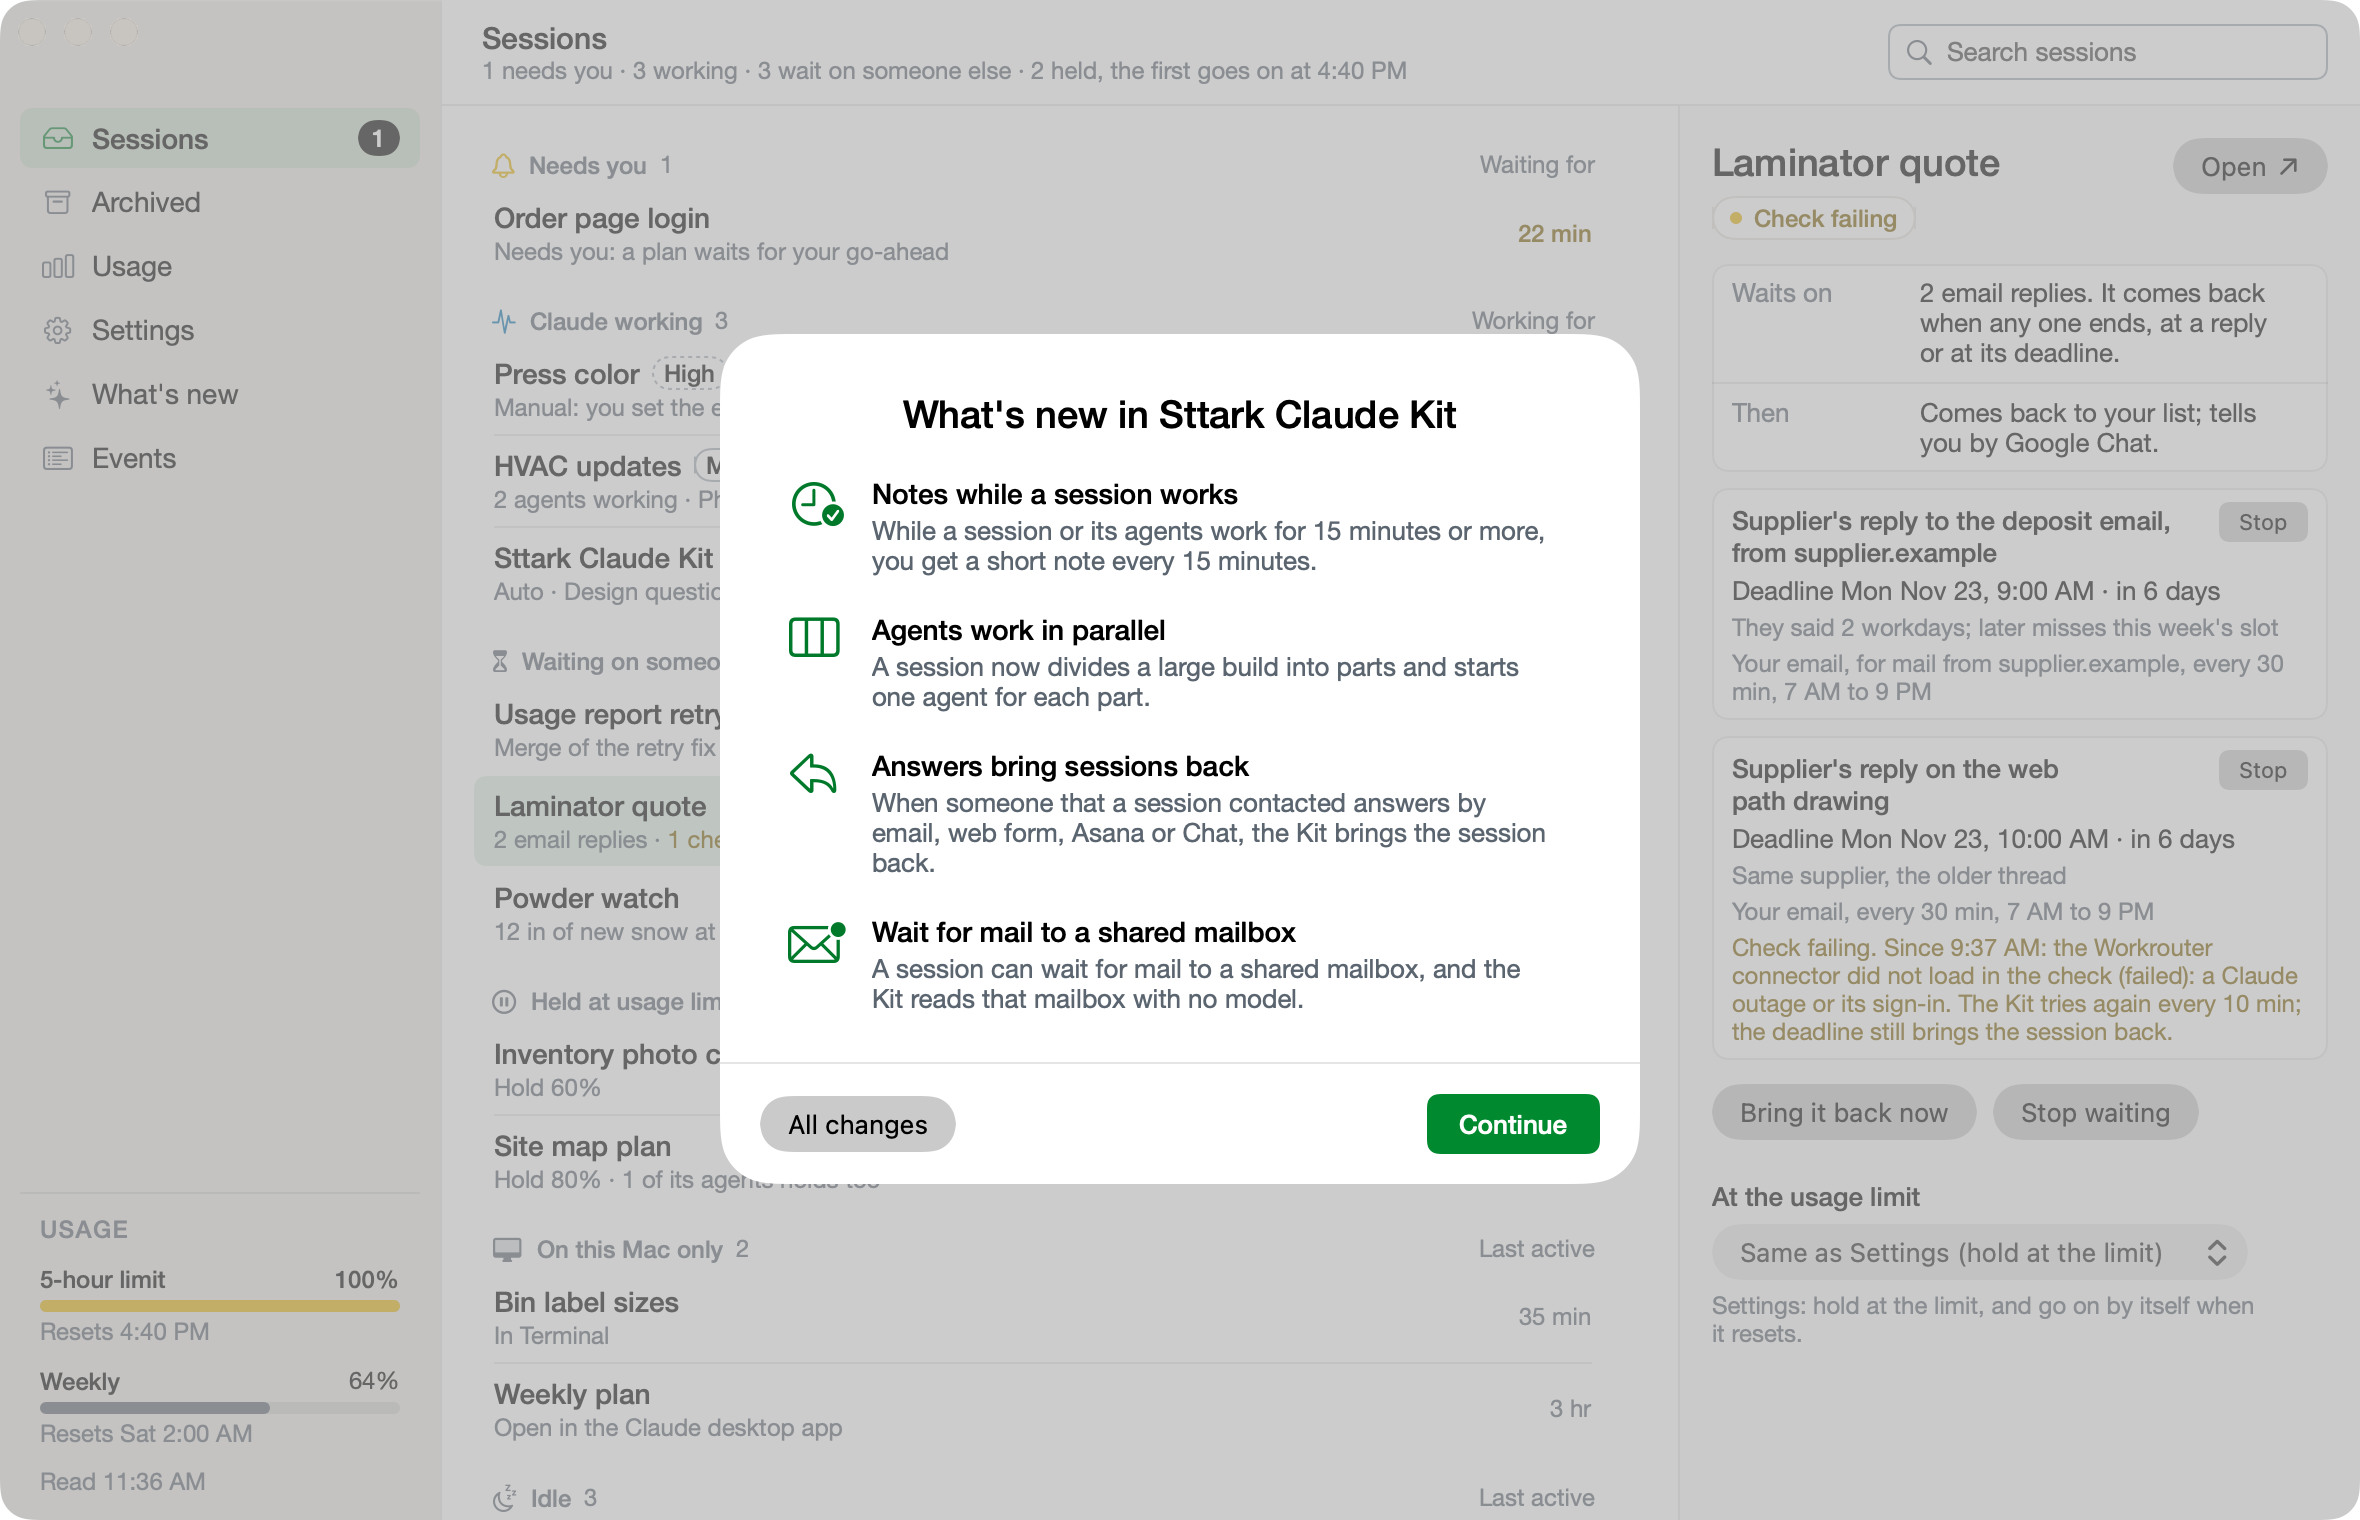 Sessions
1 needs you · 3 working · 3 wait on someone else · 2 held, the first goes on at 4:40 PM
Search sessions
Sessions 1
Archived
Usage
Settings
What's new
Events
USAGE
5-hour limit 100%
Resets 4:40 PM
Weekly 64%
Resets Sat 2:00 AM
Read 11:36 AM
Needs you 1 Waiting for
Order page login
Needs you: a plan waits for your go-ahead
22 min
Claude working 3 Working for
Press color High
Manual: you set the
HVAC updates
2 agents working ·
Sttark Claude Kit
Auto · Design
Waiting on
Usage report retry
Merge of the retry fix
Laminator quote
2 email replies · 1
Powder watch
12 in of new snow at
Held at usage
Inventory photo
Hold 60%
Site map plan
Hold 80% · 1 of its agents holds too
On this Mac only 2 Last active
Bin label sizes
In Terminal
35 min
Weekly plan
Open in the Claude desktop app
3 hr
Idle 3 Last active
What's new in Sttark Claude Kit
Notes while a session works
While a session or its agents work for 15 minutes or more,
you get a short note every 15 minutes.
Agents work in parallel
A session now divides a large build into parts and starts
one agent for each part.
Answers bring sessions back
When someone that a session contacted answers by
email, web form, Asana or Chat, the Kit brings the session
back.
Wait for mail to a shared mailbox
A session can wait for mail to a shared mailbox, and the
Kit reads that mailbox with no model.
All changes
Continue
Laminator quote
Open
Check failing
Waits on
2 email replies. It comes back
when any one ends, at a reply
or at its deadline.
Then
Comes back to your list; tells
you by Google Chat.
Supplier's reply to the deposit email,
from supplier.example
Stop
Deadline Mon Nov 23, 9:00 AM · in 6 days
They said 2 workdays; later misses this week's slot
Your email, for mail from supplier.example, every 30
min, 7 AM to 9 PM
Supplier's reply on the web
path drawing
Stop
Deadline Mon Nov 23, 10:00 AM · in 6 days
Same supplier, the older thread
Your email, every 30 min, 7 AM to 9 PM
Check failing. Since 9:37 AM: the Workrouter
connector did not load in the check (failed): a Claude
outage or its sign-in. The Kit tries again every 10 min;
the deadline still brings the session back.
Bring it back now
Stop waiting
At the usage limit
Same as Settings (hold at the limit)
Settings: hold at the limit, and go on by itself when
it resets.